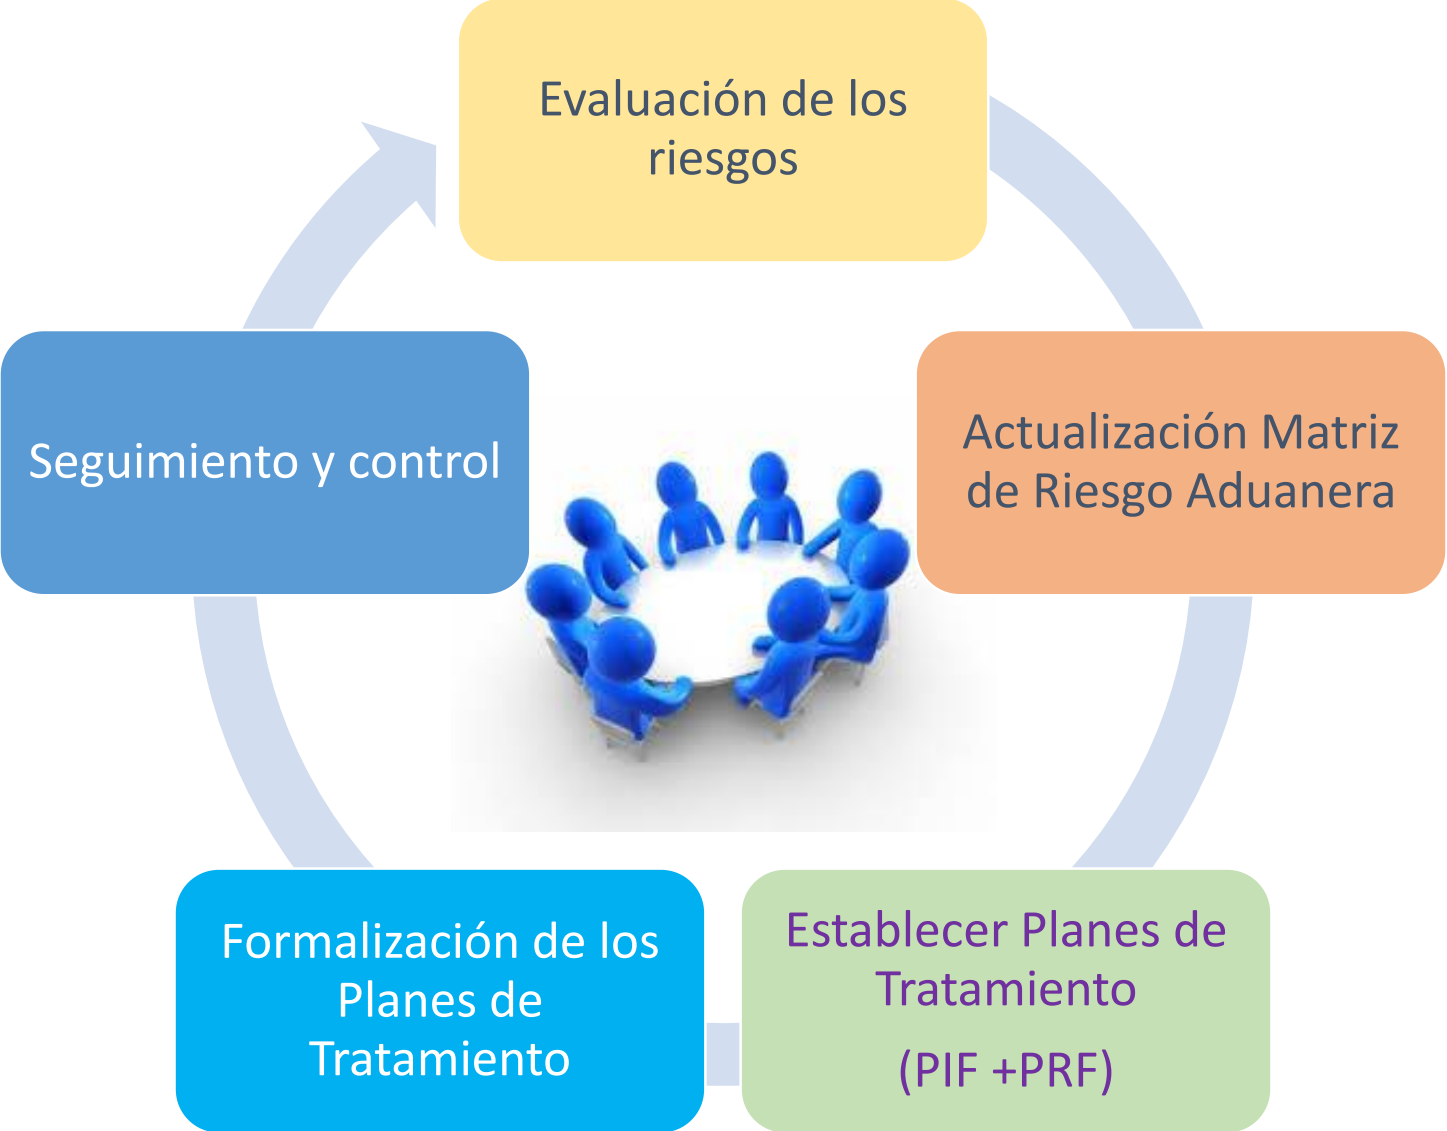 Evaluación de los
riesgos
Actualización Matriz
de Riesgo Aduanera
Establecer Planes de
Tratamiento
(PIF +PRF)
Formalización de los
Planes de
Tratamiento
Seguimiento y control